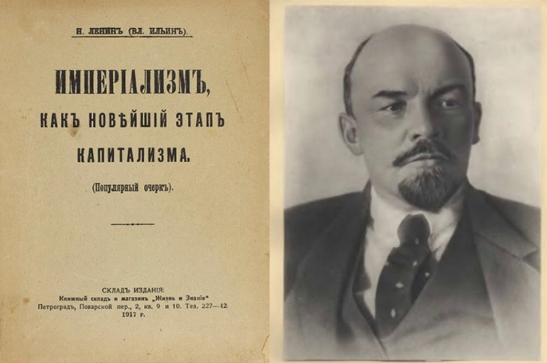 Н. ЛЕНИНЪ (ВЛ. ИЛЬИНЪ).
ИМПЕРІАЛИЗМЪ,
КАКЪ НОВѢЙШІЙ ЭТАПЪ
КАПИТАЛИЗМА.
(Популярный очеркъ).
СКЛАДЪ ИЗДАНІЯ:
Книжный складъ и магазинъ „Жизнь и Знаніе"
Петроградъ, Поварской пер., 2, кв. 9 и 10. Тел. 227—42.
1917 г.